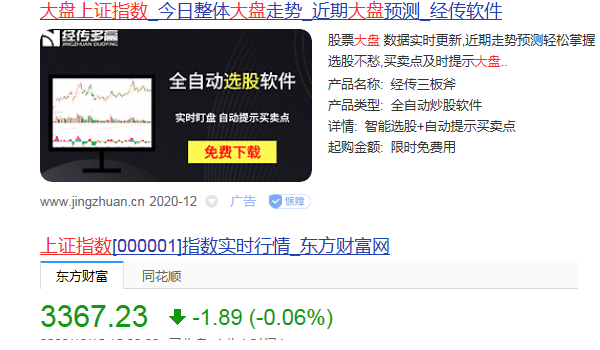 大盘上证指数_今日整体大盘走势_近期大盘预测_经传软件
经传多赢
JINGZHUAN DUOYING
全自动选股软件
实时盯盘 自动提示买卖点
免费下载
股票大盘 数据实时更新,近期走势预测轻松掌握
选股不愁,买卖点及时提示大盘..
产品名称: 经传三板斧
产品类型: 全自动炒股软件
详情: 智能选股+自动提示买卖点
起购金额: 限时免费用
www.jingzhuan.cn 2020-12 广告 保障
上证指数[000001]指数实时行情_东方财富网
东方财富 同花顺
3367.23 -1.89 (-0.06%)